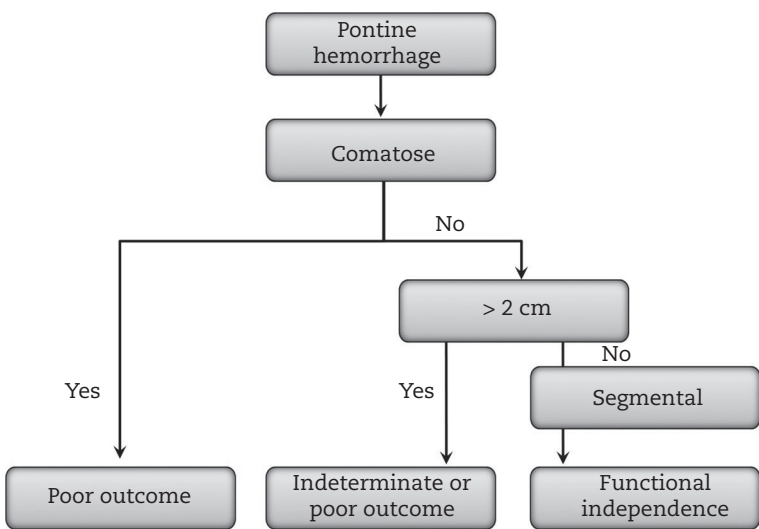 Pontine
hemorrhage
Comatose
No
> 2 cm
No
Yes
Yes
Segmental
Poor outcome
Indeterminate or
poor outcome
Functional
independence